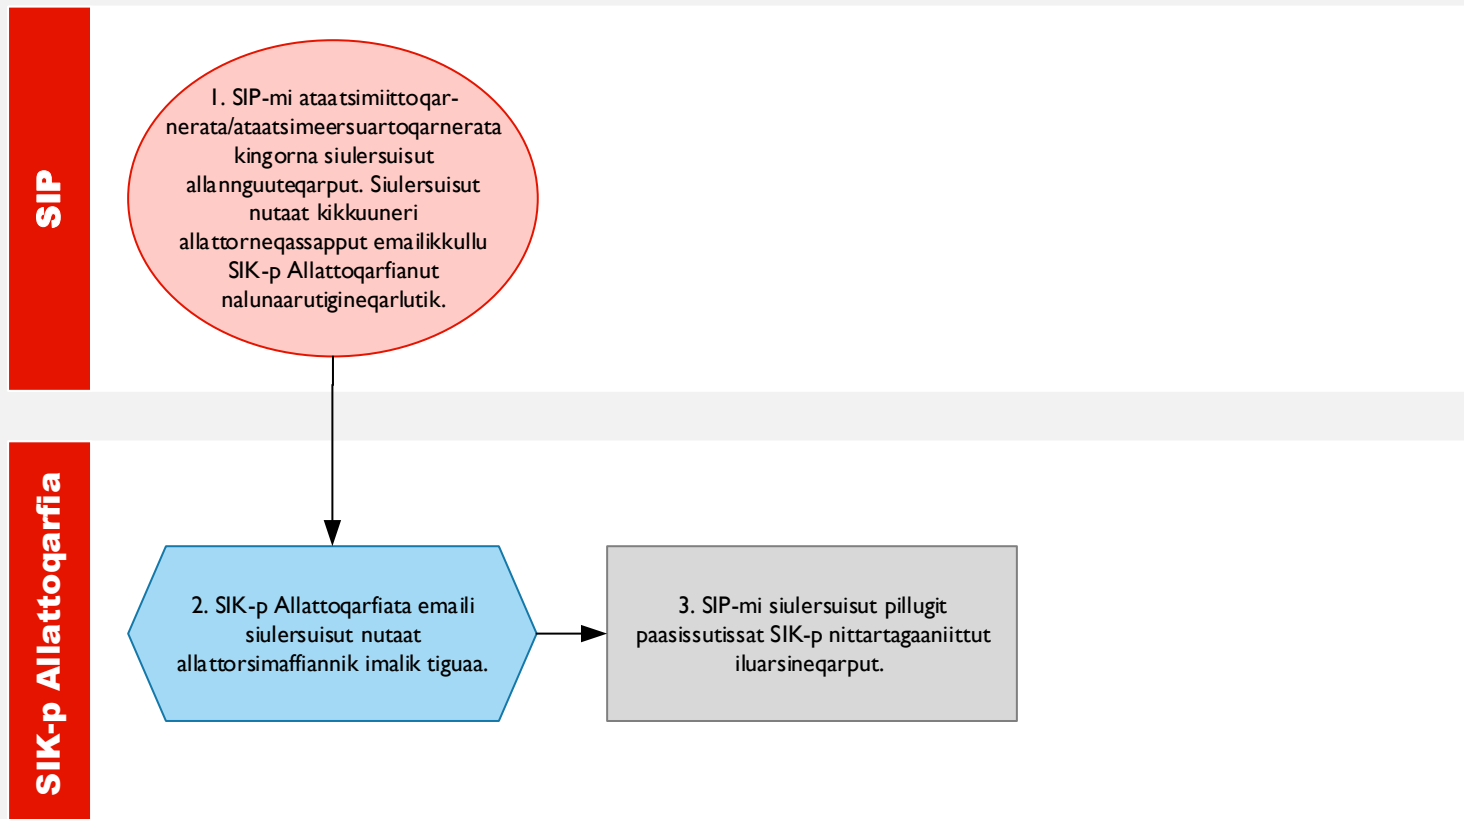 SIP
1. SIP-mi ataatsimiittoqar-
nerata/ataatsimeersuartoqarnerata
kingorna siulersuisut
allannguuteqarput. Siulersuisut
nutaat kikkuuneri
allattorneqassapput emailikkullu
SIK-p Allattoqarfianut
nalunaarutigineqarlutik.
SIK-p Allattoqarfia
2. SIK-p Allattoqarfiata emaili
siulersuisut nutaat
allattorsimaffiannik imalik tiguaa.
3. SIP-mi siulersuisut pillugit
paasissutissat SIK-p nittartagaaniittut
iluarsineqarput.